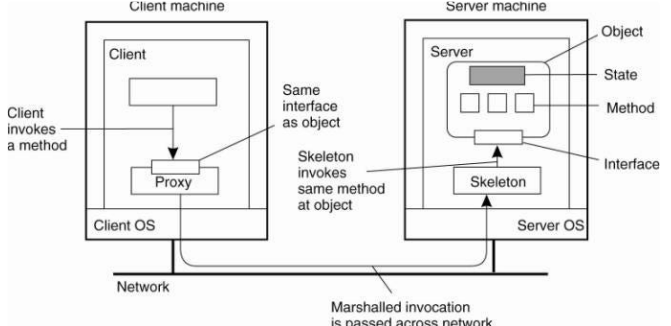 Client machine
Server machine
Object
Client
Server
State
Same
interface
as object
Client
invokes
a method
Method
Skeleton
invokes
same method
at object
Interface
Proxy
Skeleton
Client OS
Server OS
Network
Marshalled invocation
is passed across network